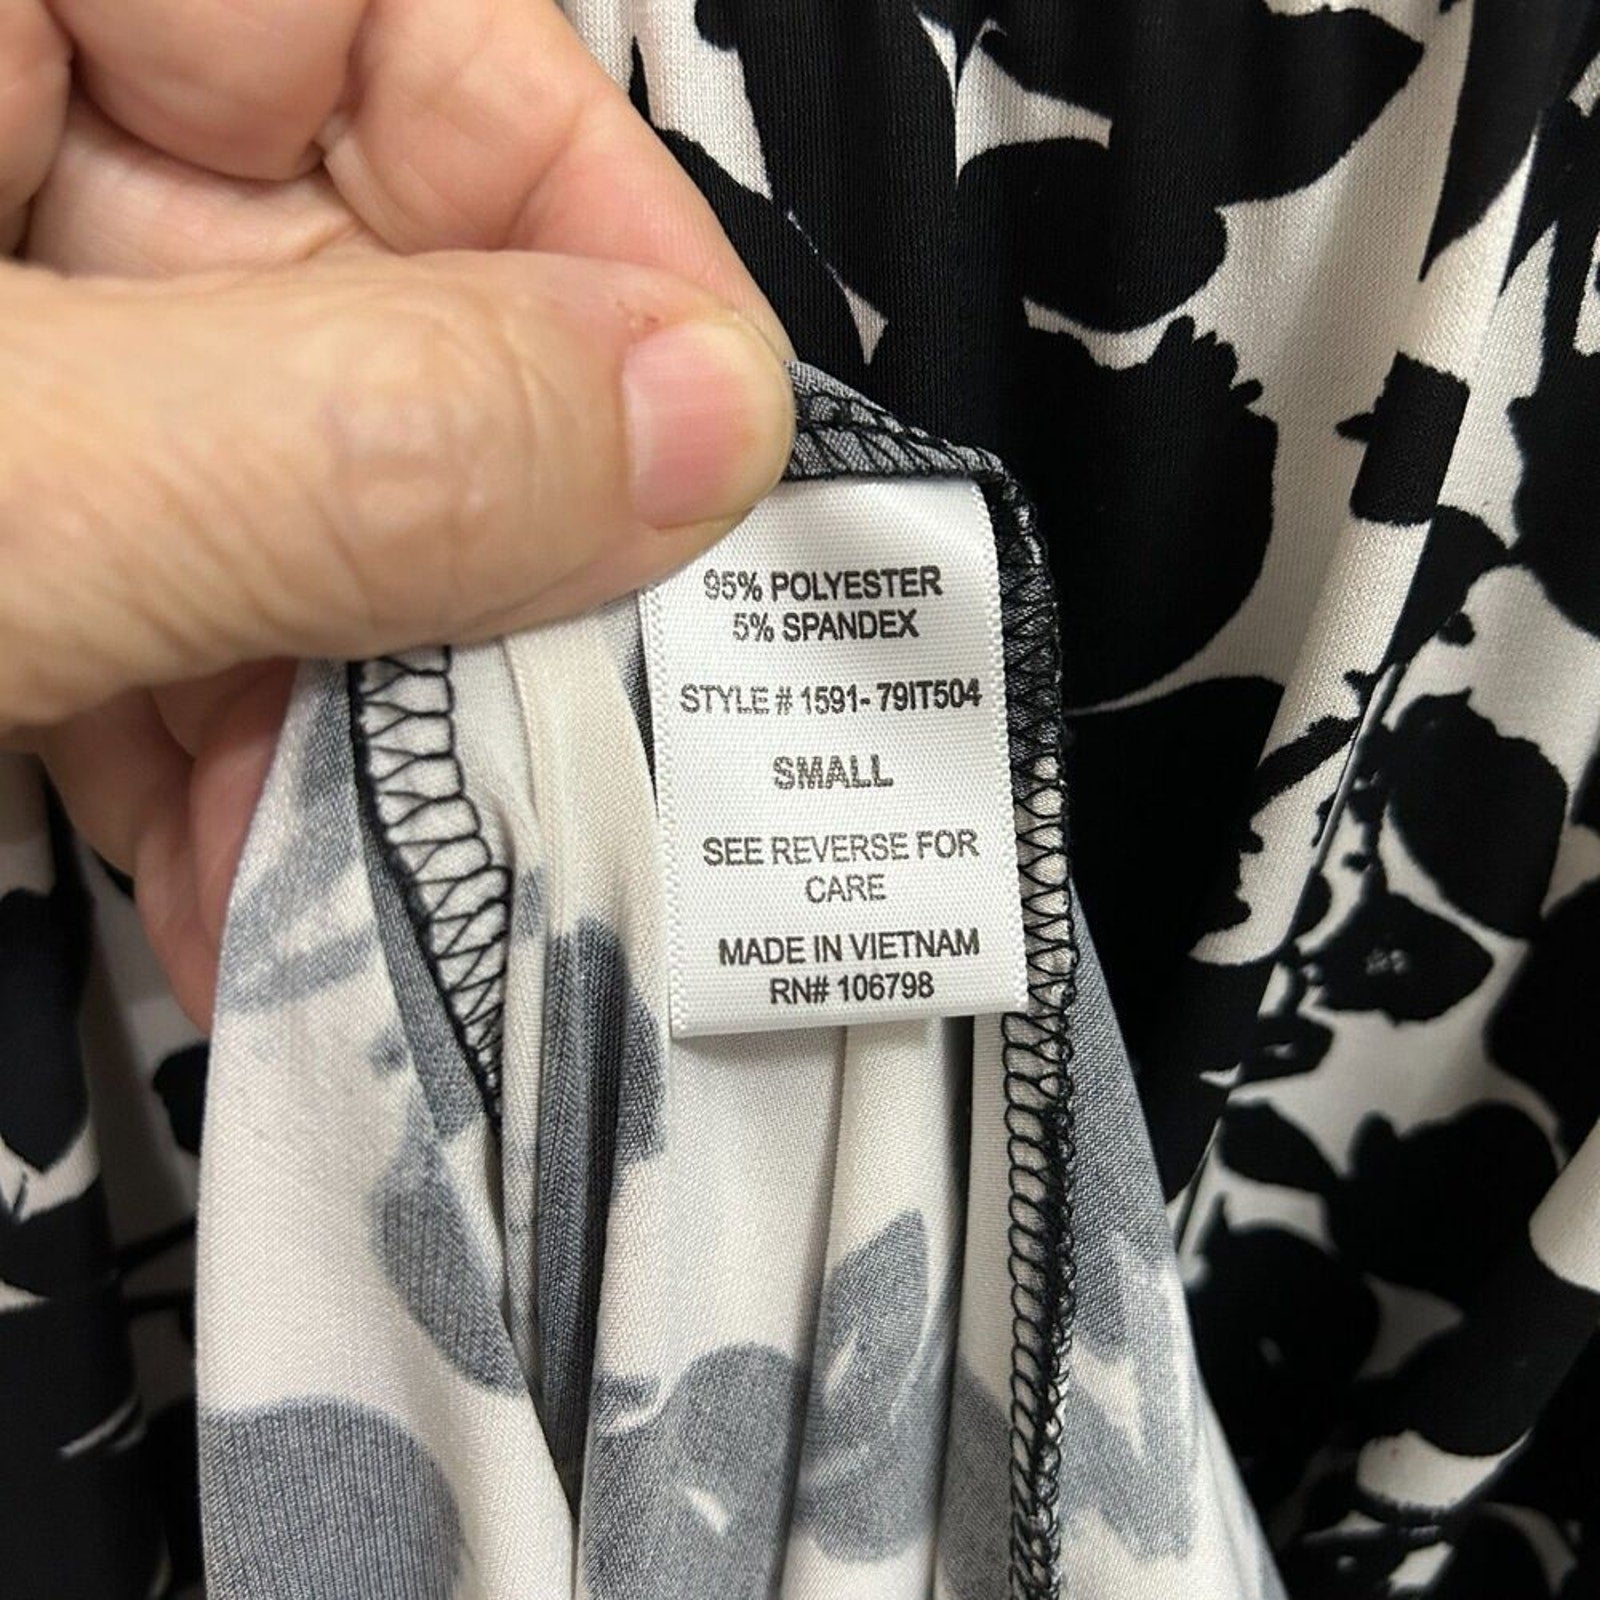 95% POLYESTER
5% SPANDEX
STYLE # 1591- 79IT504
SMALL
SEE REVERSE FOR
CARE
MADE IN VIETNAM
RN# 106798